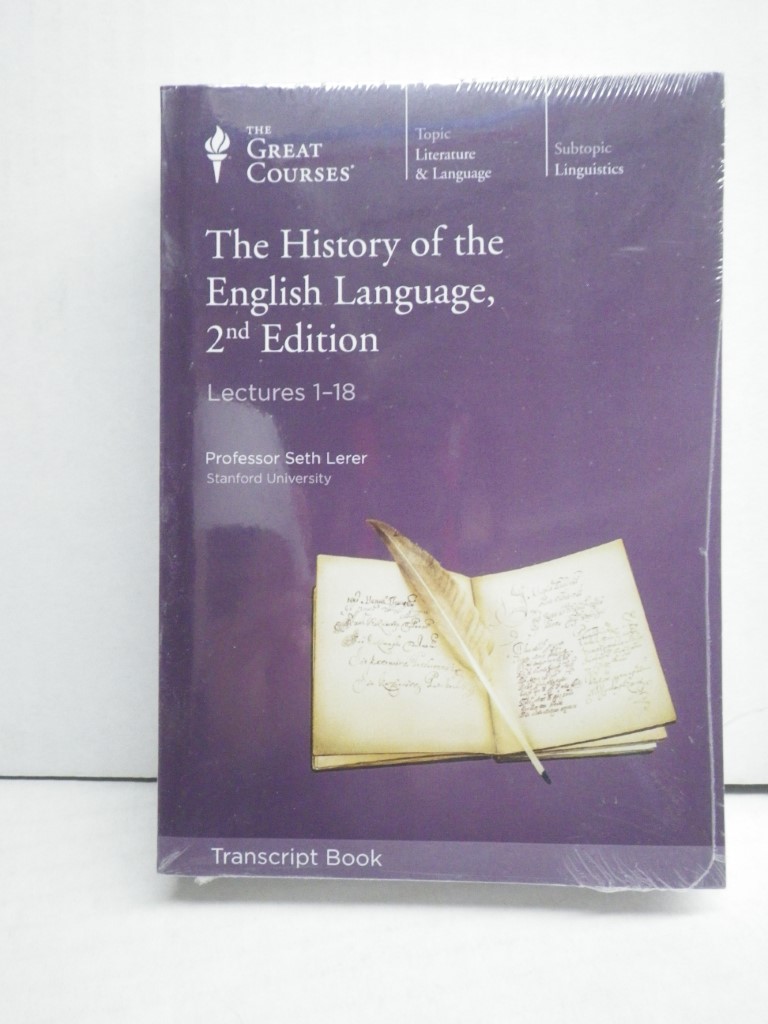 THE
GREAT
COURSES®
Topic
Literature
& Language
Subtopic
Linguistics
The History of the
English Language,
2nd Edition
Lectures 1–18
Professor Seth Lerer
Stanford University
Transcript Book